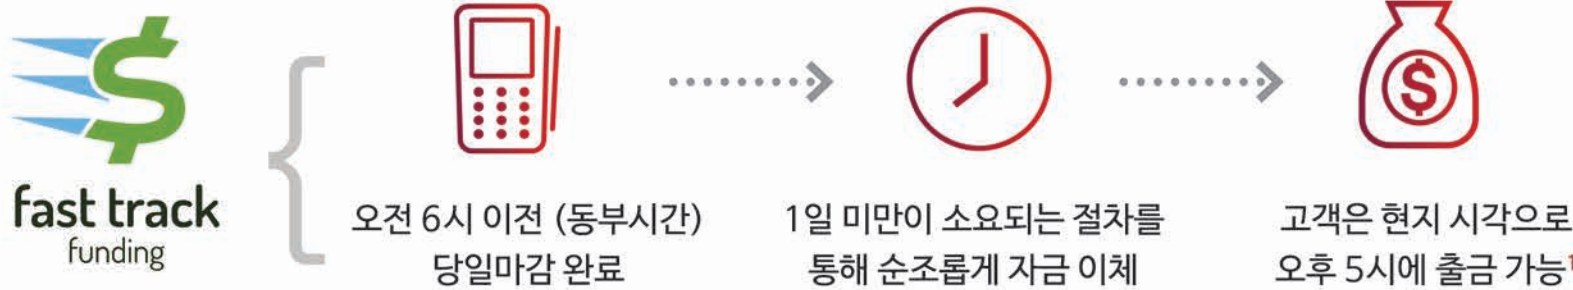 fast track
funding
오전 6시 이전 (동부시간)
당일마감 완료
1일 미만이 소요되는 절차를
통해 순조롭게 자금 이체
고객은 현지 시각으로
오후 5시에 출금 가능¹